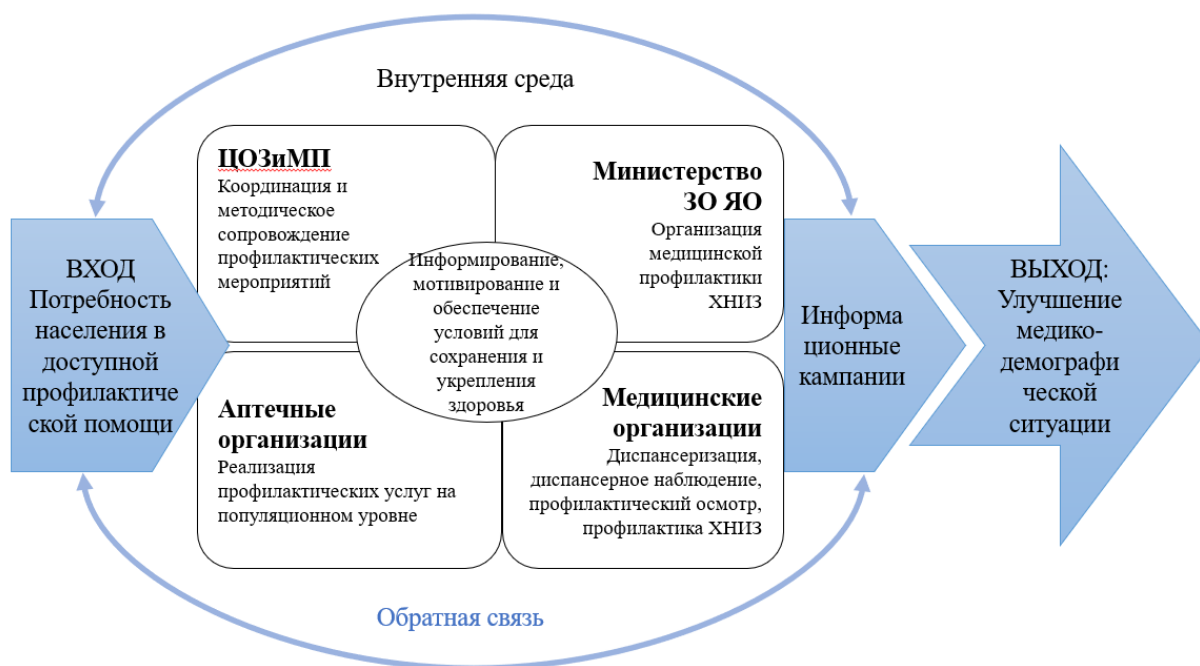 Внутренняя среда
ЦОЗиМП
Координация и
методическое
сопровождение
профилактических
мероприятий
Министерство
ЗО ЯО
Организация
медицинской
профилактики
ХНИЗ
ВХОД
Потребность
населения в
доступной
профилактиче
ской помощи
Информирование,
мотивирование и
обеспечение
условий для
сохранения и
укрепления
здоровья
Информа
ционные
кампании
ВЫХОД:
Улучшение
медико-
демографи
ческой
ситуации
Аптечные
организации
Реализация
профилактических услуг на
популяционном уровне
Медицинские
организации
Диспансеризация,
диспансерное наблюдение,
профилактический осмотр,
профилактика ХНИЗ
Обратная связь